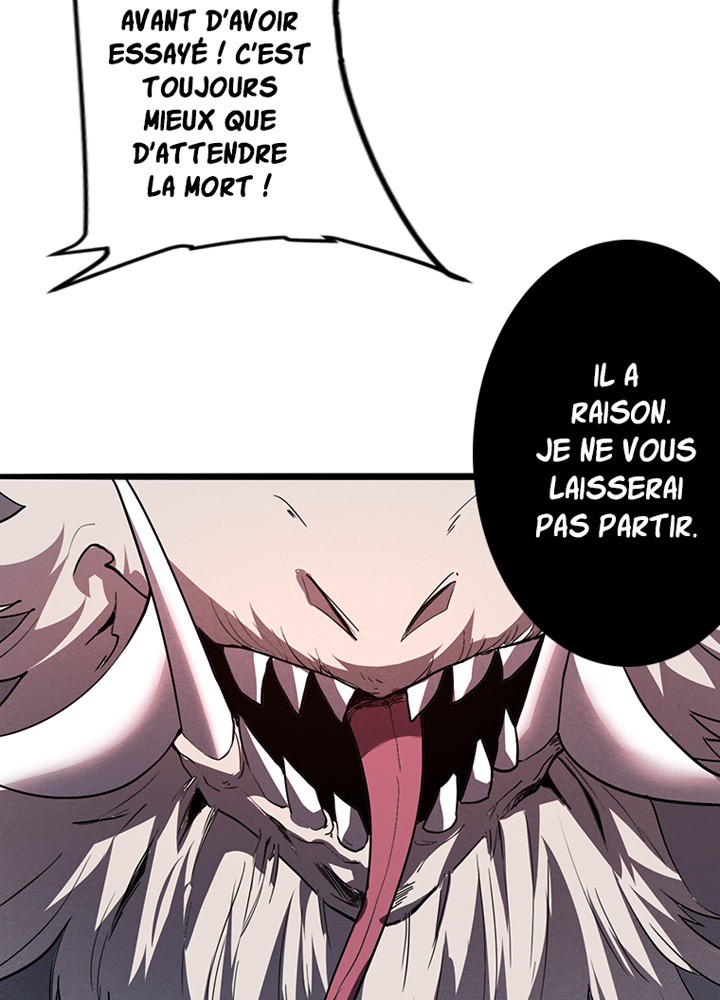 AVANT D'AVOIR
ESSAYÉ ! C'EST
TOUJOURS
MIEUX QUE
D'ATTENDRE
LA MORT !
IL A
RAISON.
JE NE VOUS
LAISSERAI
PAS PARTIR.